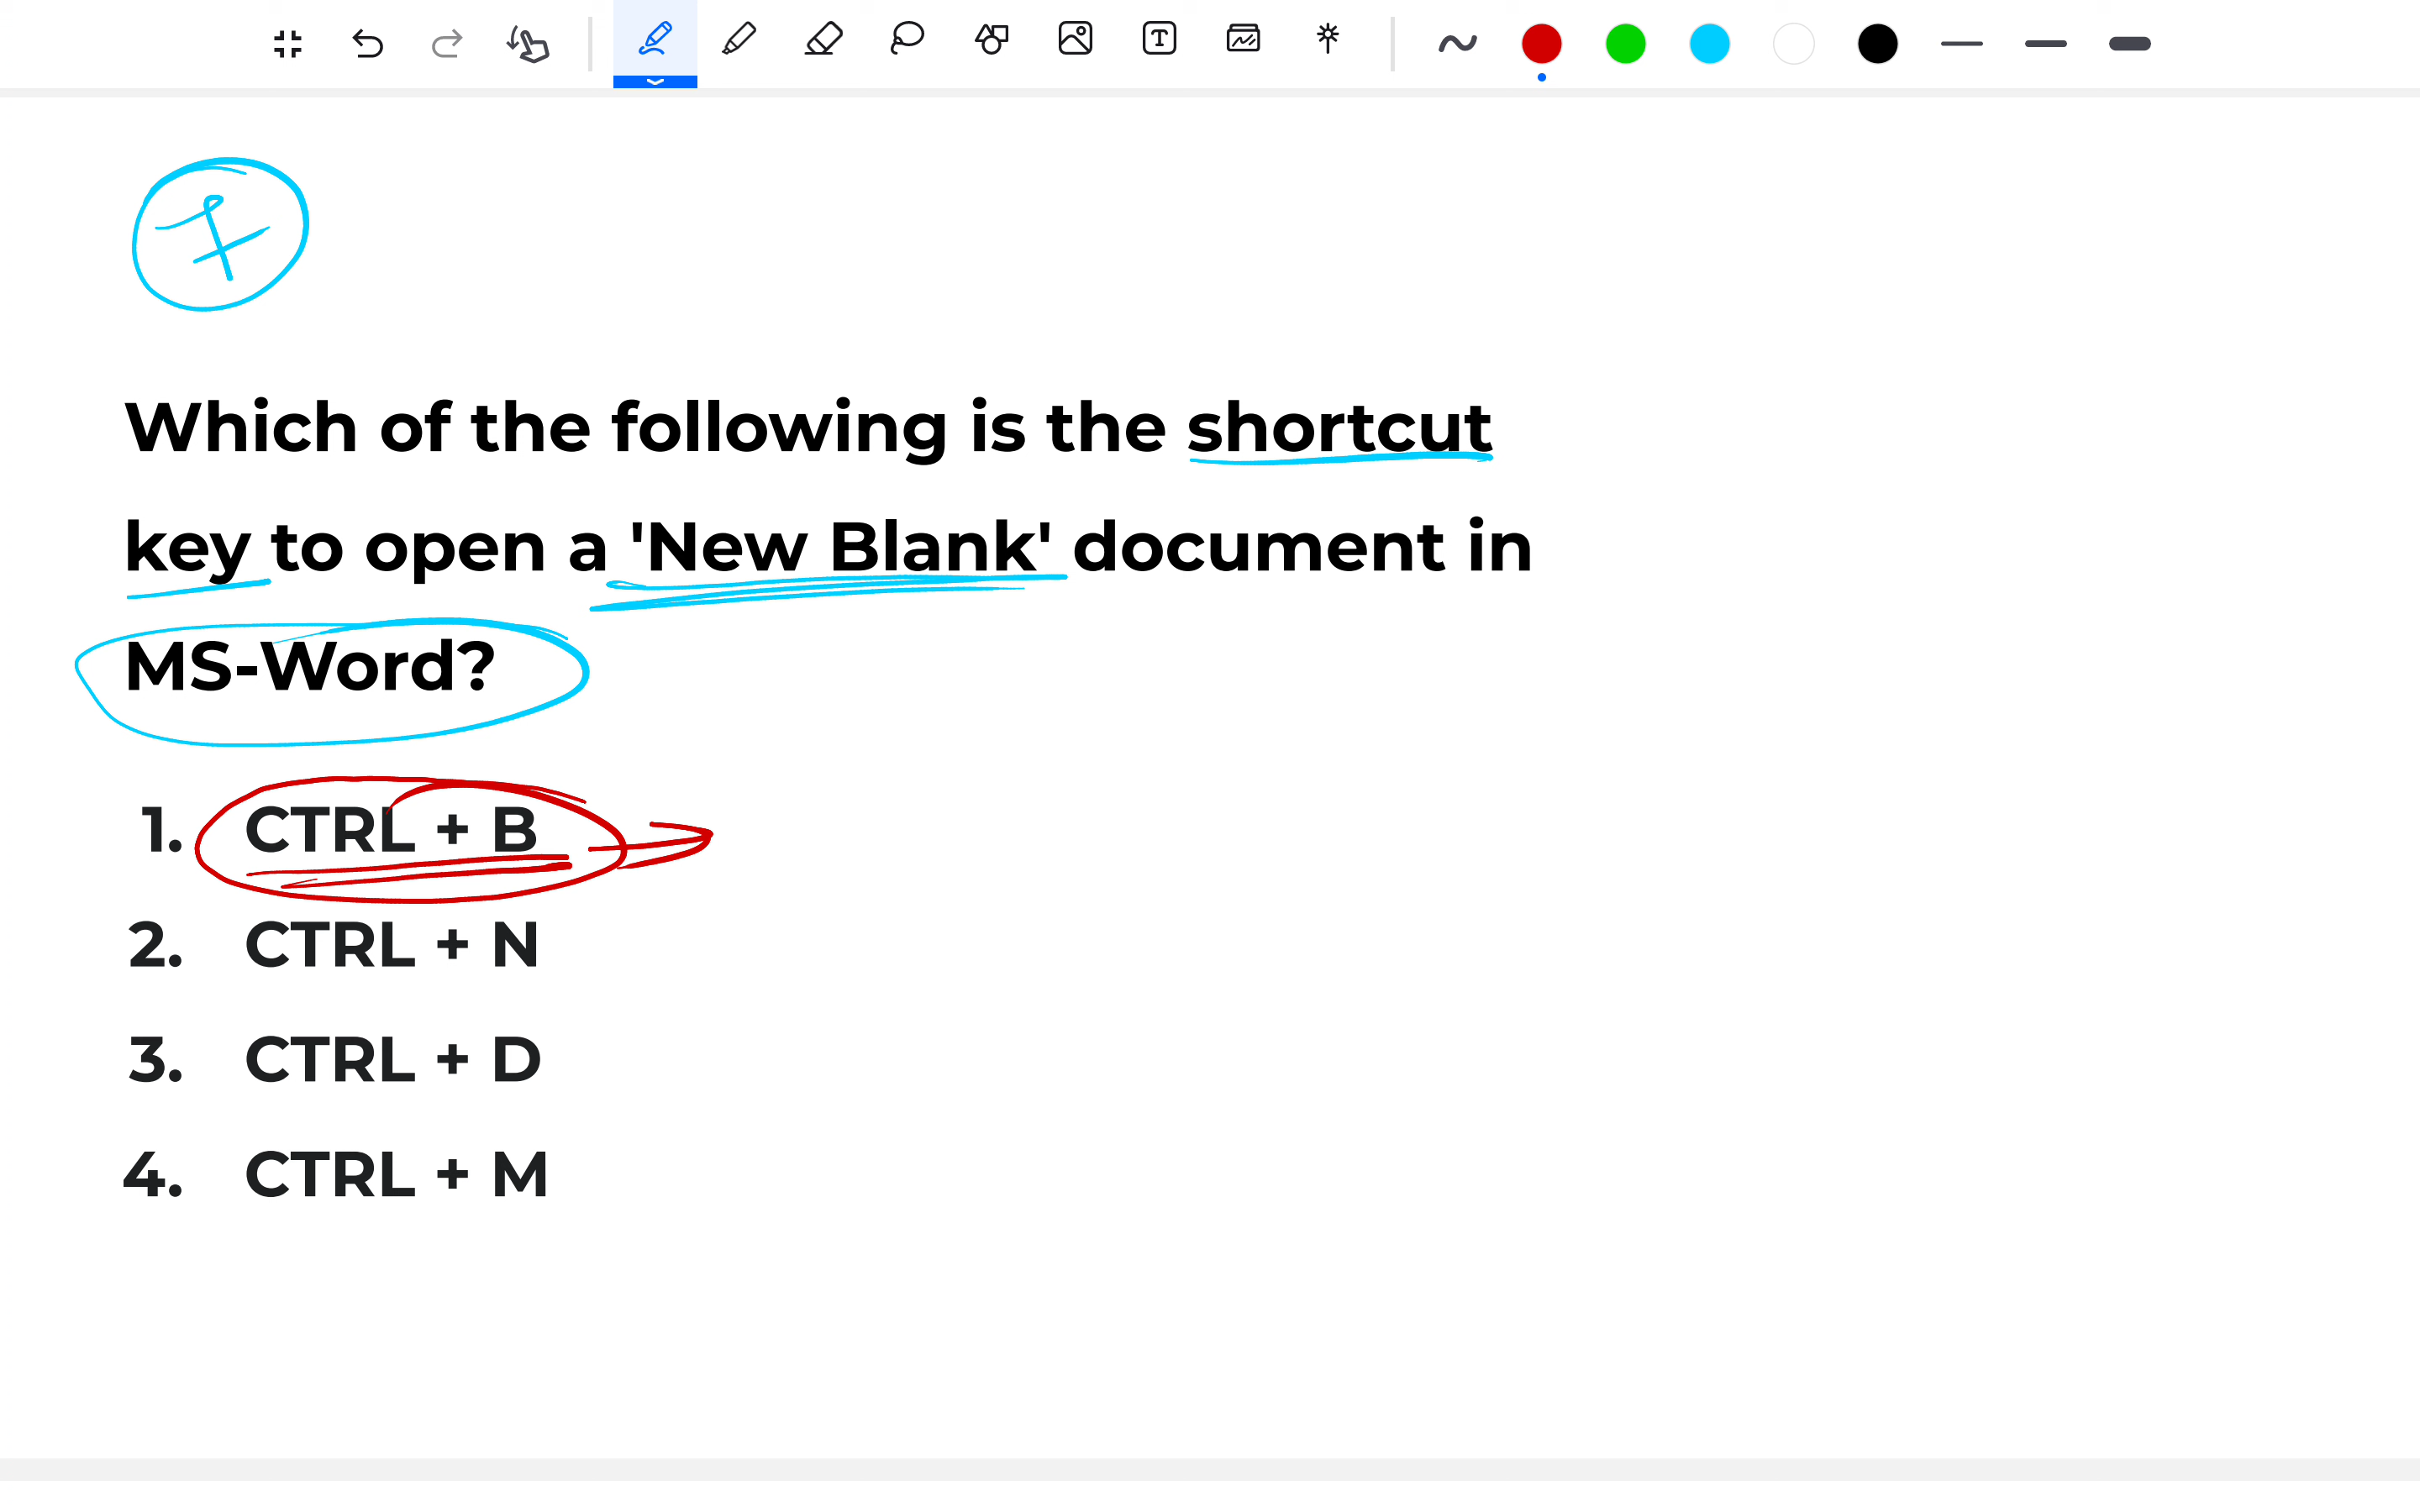 7
Which of the following is the shortcut
key to open a 'New Blank' document in
MS-Word?
1. CTRL + B
2. CTRL + N
3. CTRL + D
4. CTRL + M